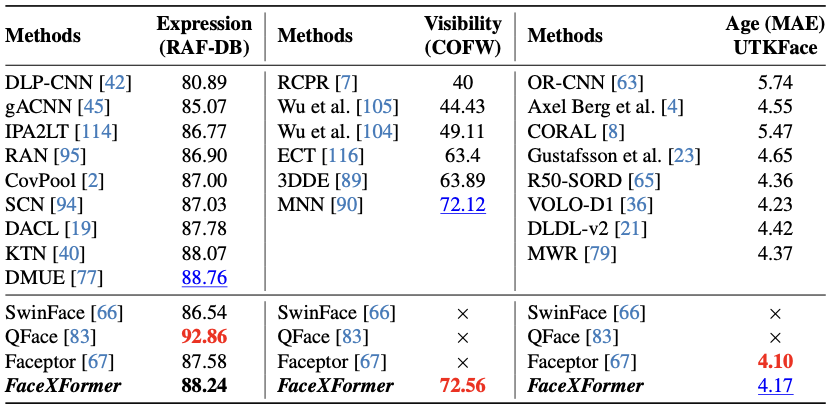 Methods Expression (RAF-DB) Methods Visibility (COFW) Methods Age (MAE) UTKFace
DLP-CNN [42] 80.89 RCPR [7] 40 OR-CNN [63] 5.74
gACNN [45] 85.07 Wu et al. [105] 44.43 Axel Berg et al. [4] 4.55
IPA2LT [114] 86.77 Wu et al. [104] 49.11 CORAL [8] 5.47
RAN [95] 86.90 ECT [116] 63.4 Gustafsson et al. [23] 4.65
CovPool [2] 87.00 3DDE [89] 63.89 R50-SORD [65] 4.36
SCN [94] 87.03 MNN [90] 72.12 VOLO-D1 [36] 4.23
DACL [19] 87.78 DLDL-v2 [21] 4.42
KTN [40] 88.07 MWR [79] 4.37
DMUE [77] 88.76
SwinFace [66] 86.54 SwinFace [66] × SwinFace [66] ×
QFace [83] 92.86 QFace [83] × QFace [83] ×
Faceptor [67] 87.58 Faceptor [67] × Faceptor [67] 4.10
FaceXFormer 88.24 FaceXFormer 72.56 FaceXFormer 4.17